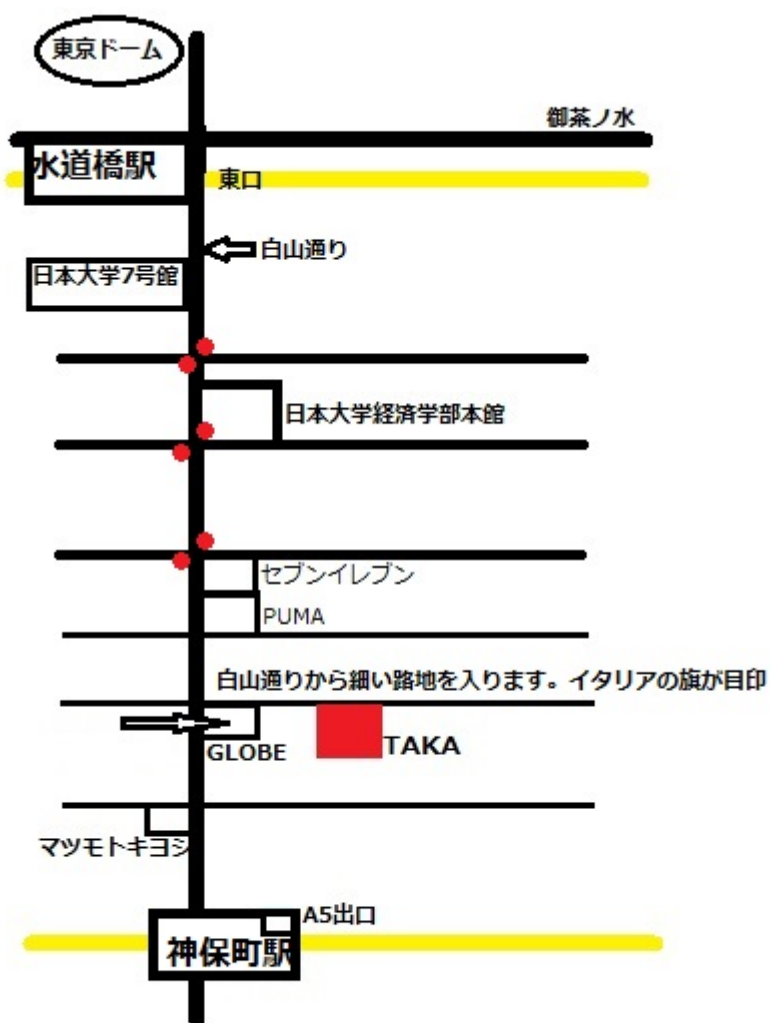 東京ドーム
御茶ノ水
水道橋駅
東口
白山通り
日本大学7号館
日本大学経済学部本館
セブンイレブン
PUMA
白山通りから細い路地を入ります。イタリアの旗が目印
GLOBE
TAKA
マツモトキヨシ
A5出口
神保町駅